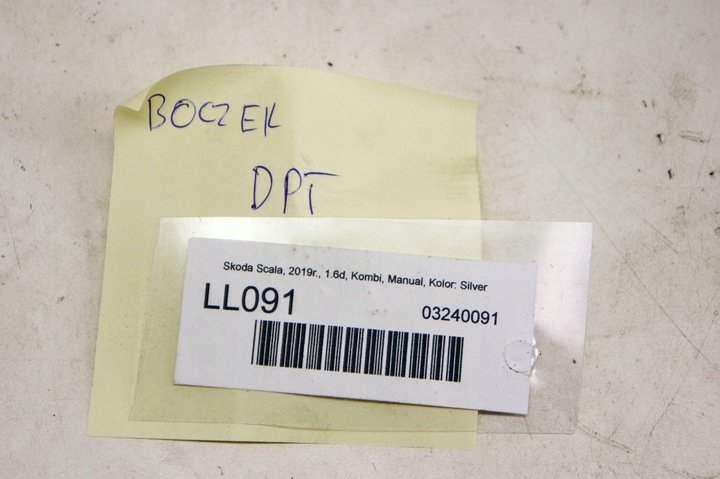 BOCZEK
DPT
Skoda Scala, 2019r., 1.6d, Kombi, Manual, Kolor: Silver
LL091
03240091